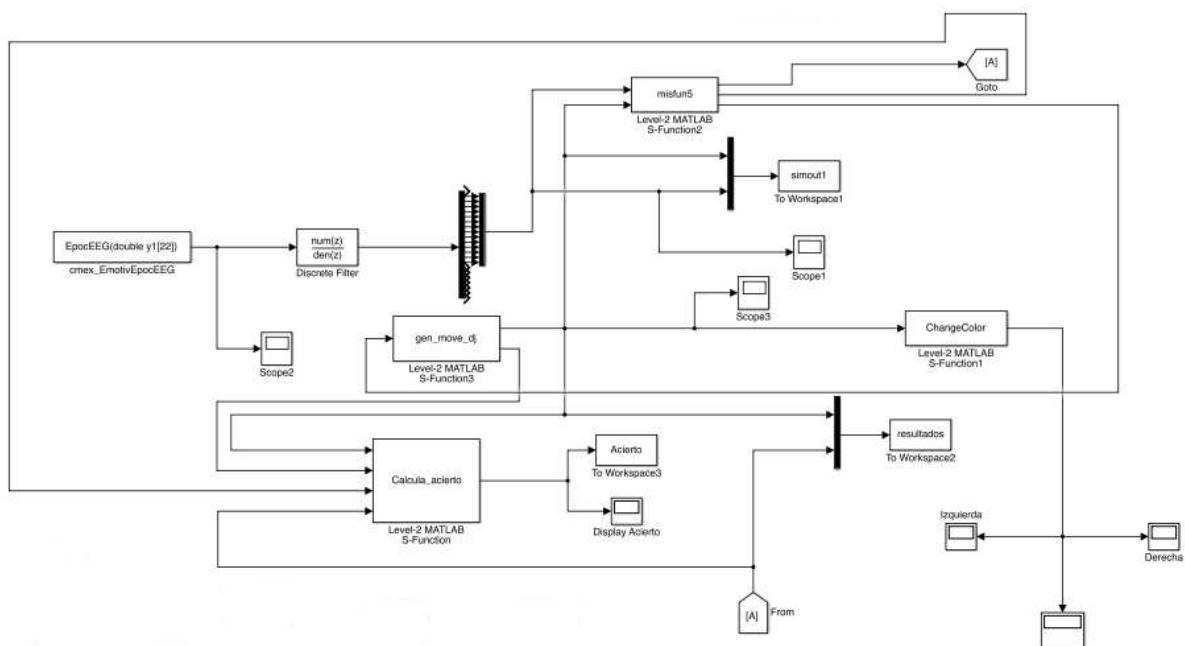 [A]
Goto
misfun5
Level-2 MATLAB
S-Function2
simout1
To Workspace1
EpocEEG(double y1[22])
cmex_EmotivEpocEEG
num(z)
den(z)
Discrete Filter
Scope1
Scope3
Scope2
gen_move_dj
Level-2 MATLAB
S-Function3
ChangeColor
Level-2 MATLAB
S-Function1
resultados
To Workspace2
Acierto
To Workspace3
Calcula_acierto
Level-2 MATLAB
S-Function
Display Acierto
Izquierda
Derecha
[A]
From